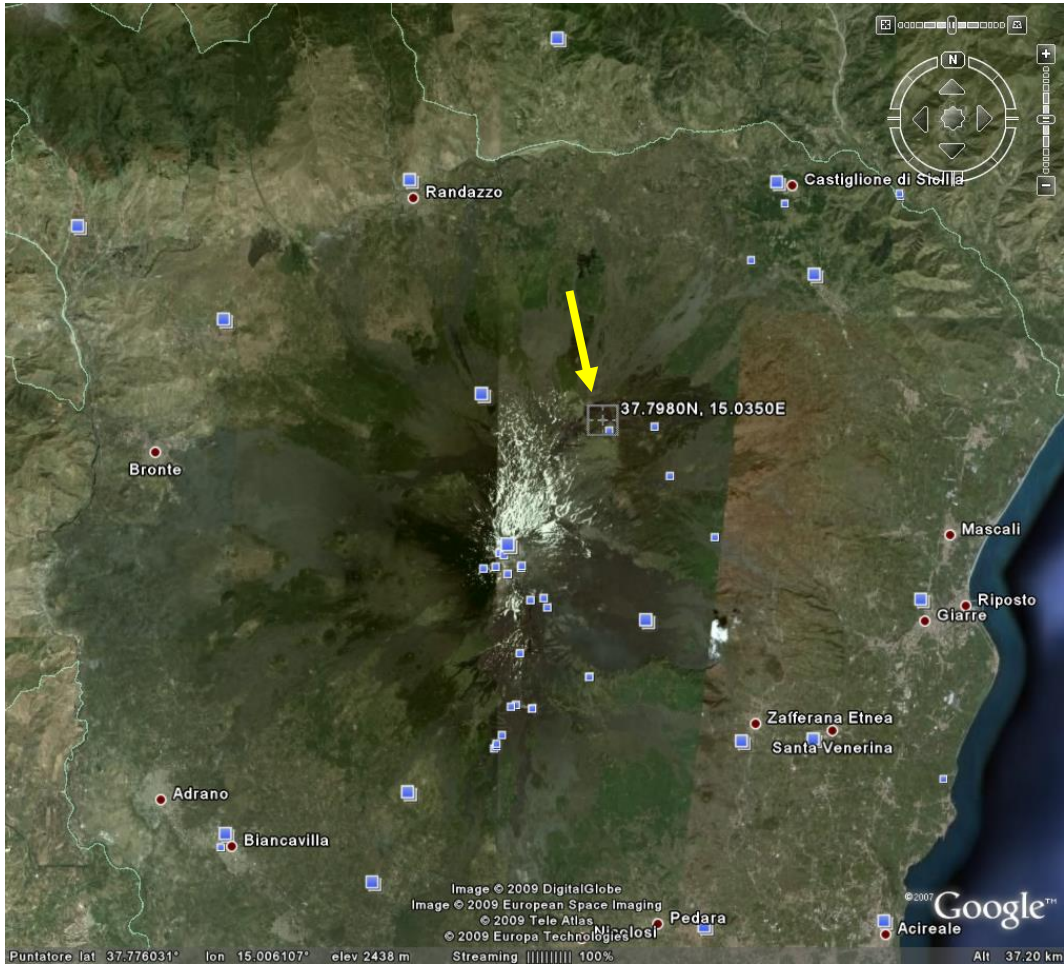 N
Randazzo
Castiglione di Sicilia
37.7980N, 15.0350E
Bronte
Mascali
Riposto
Giarre
Zafferana Etnea
Santa Venerina
Adrano
Biancavilla
Image © 2009 DigitalGlobe
Image © 2009 European Space Imaging
© 2009 Tele Atlas
© 2009 Europa Technologies
Pedara
Nicolosi
©2007 Google™
Acireale
Puntatore lat 37.776031° lon 15.006107° elev 2438 m Streaming |||||||||| 100% Alt 37.20 km